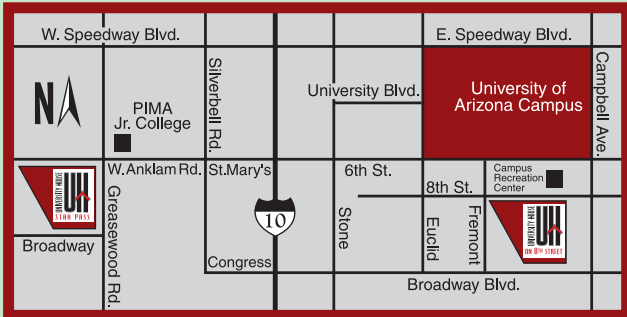 W. Speedway Blvd.
E. Speedway Blvd.
N
PIMA
Jr. College
Silverbell Rd.
University Blvd.
University of
Arizona Campus
Campbell Ave.
W. Anklam Rd.
St. Mary's
6th St.
8th St.
Campus
Recreation
Center
UNIVERSITY HOUSE
UH
STAR PASS
Greasewood Rd.
10
Stone
Euclid
Fremont
UNIVERSITY HOUSE
UH
ON 8TH STREET
Broadway
Congress
Broadway Blvd.